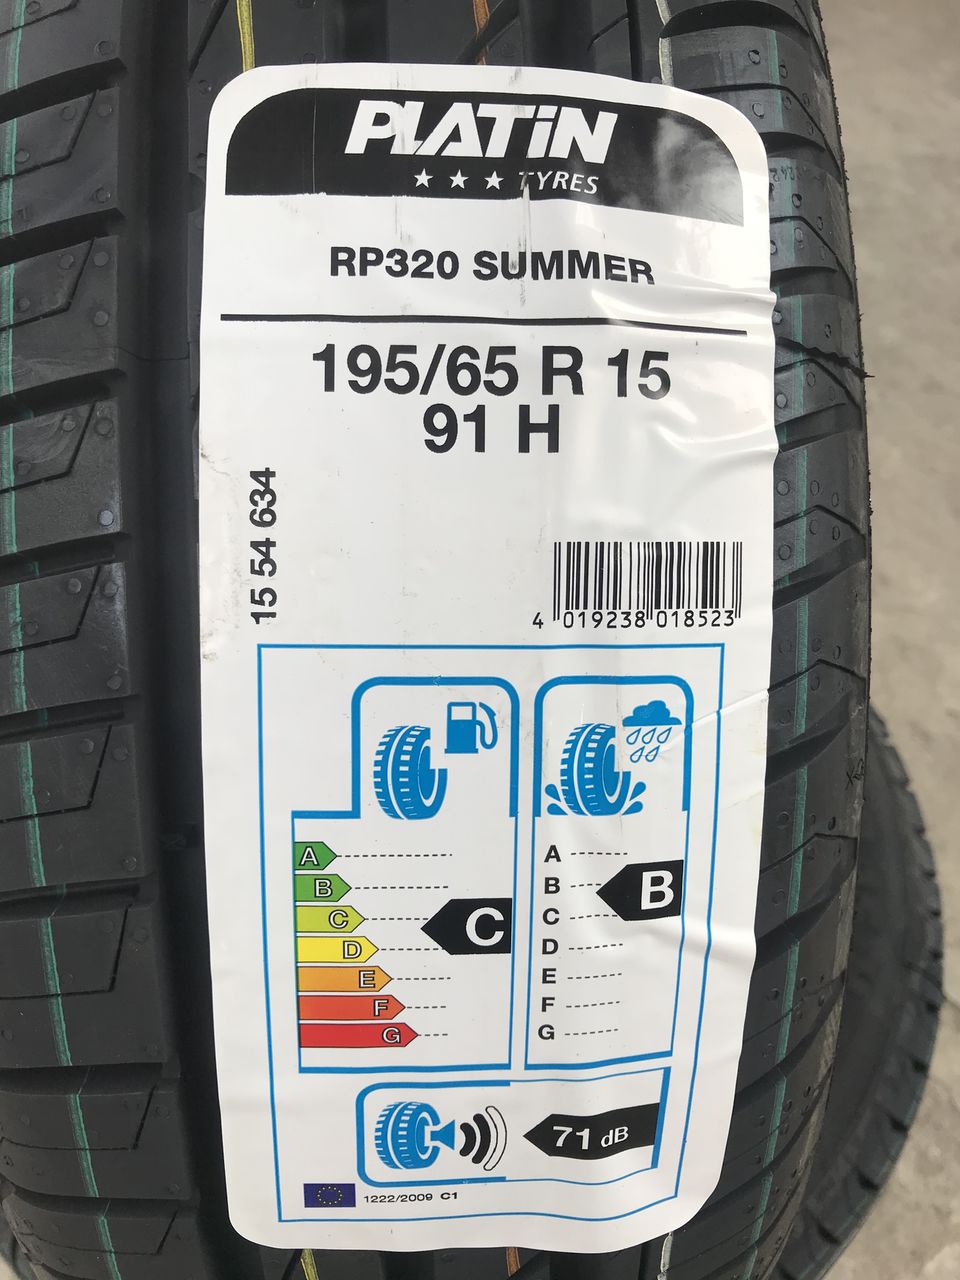 PLATiN
TYRES
RP320 SUMMER
195/65 R 15
91 H
15 54 634
4 019238 018523
A
B
C
D
E
F
G
C
A
B
C
D
E
F
G
B
71 dB
1222/2009 C1